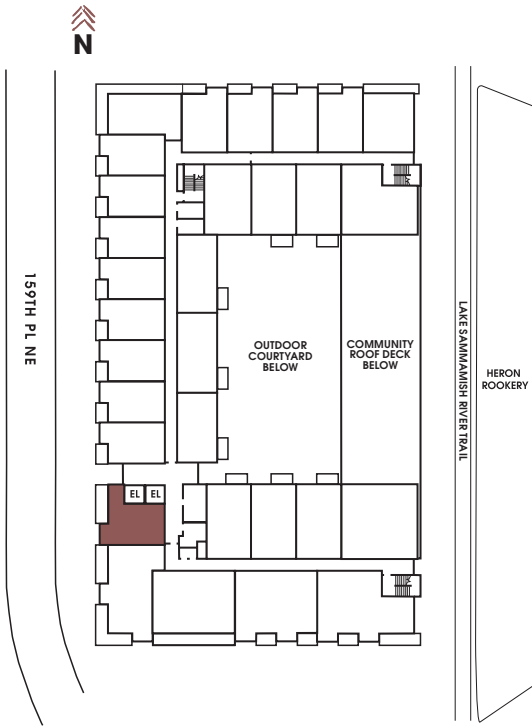 N
159TH PL NE
OUTDOOR
COURTYARD
BELOW
COMMUNITY
ROOF DECK
BELOW
LAKE SAMMAMISH RIVER TRAIL
HERON
ROOKERY
EL EL